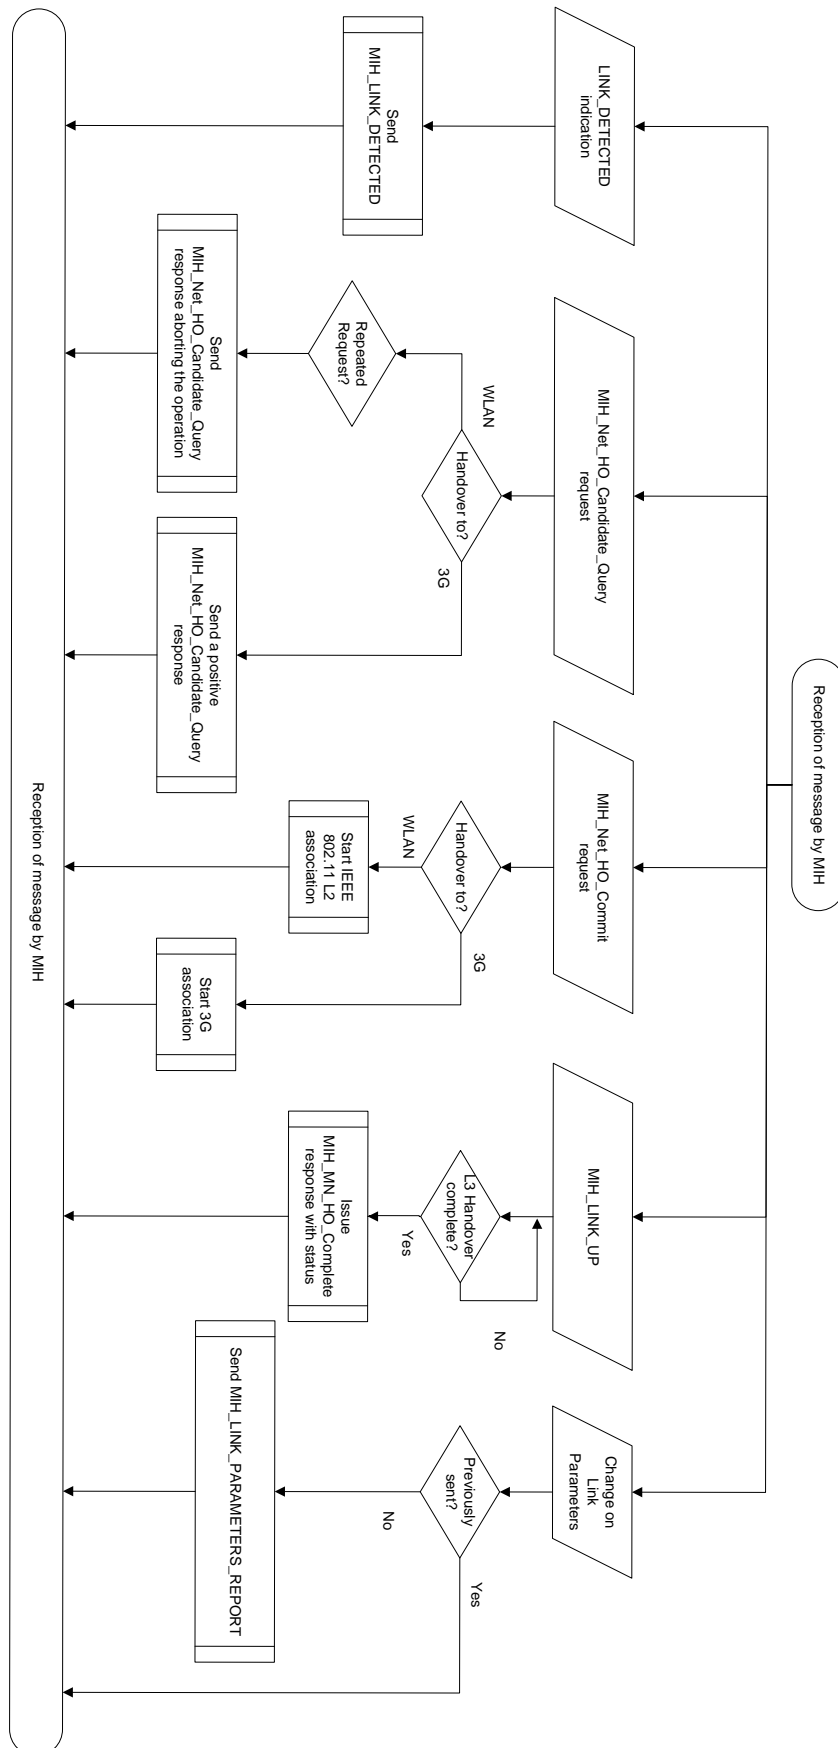 Reception of message by MIH
LINK_DETECTED
indication
Send
MIH_LINK_DETECTED
MIH_Net_HO_Candidate_Query
request
Handover to?
WLAN
3G
Repeated
Request?
Send
MIH_Net_HO_Candidate_Query
response aborting the operation
Send a positive
MIH_Net_HO_Candidate_Query
response
MIH_Net_HO_Commit
request
Handover to?
WLAN
3G
Start IEEE
802.11 L2
association
Start 3G
association
MIH_LINK_UP
L3 Handover
complete?
No
Yes
Issue
MIH_MN_HO_Complete
response with status
Change on
Link
Parameters
Previously
sent?
No
Yes
Send MIH_LINK_PARAMETERS_REPORT
Reception of message by MIH